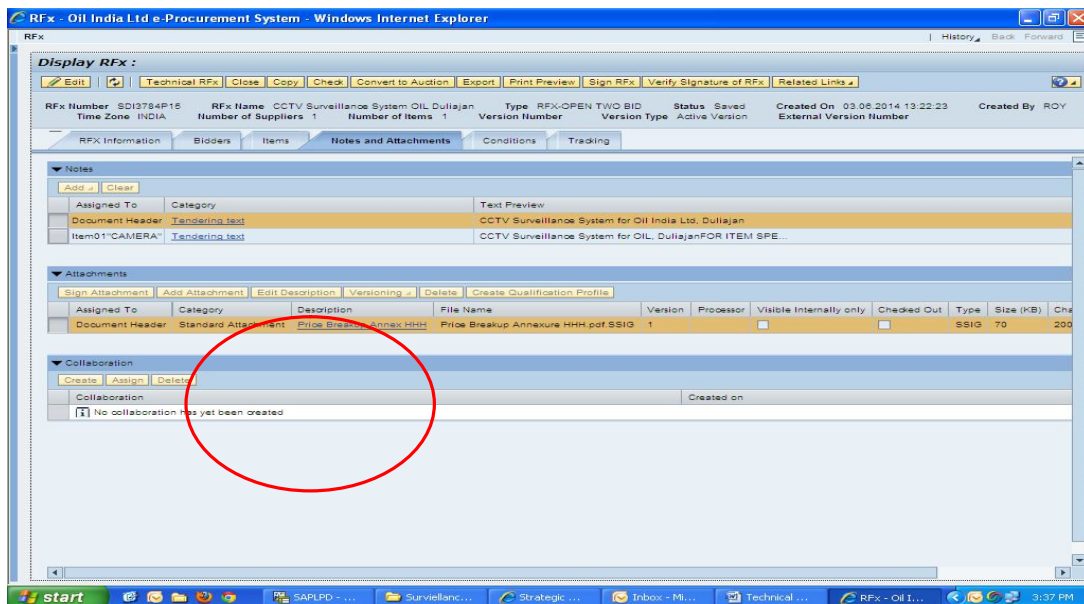 RFx - Oil India Ltd e-Procurement System - Windows Internet Explorer
RFx | History Back Forward
Display RFx :
Edit Technical RFx Close Copy Check Convert to Auction Export Print Preview Sign RFx Verify SIgnature of RFx Related Links
RFx Number SDI3784P15 RFx Name CCTV Surveillance System OIL Duliajan Type RFX-OPEN TWO BID Status Saved Created On 03.06.2014 13:22:23 Created By ROY
Time Zone INDIA Number of Suppliers 1 Number of Items 1 Version Number Version Type Active Version External Version Number
RFX Information Bidders Items Notes and Attachments Conditions Tracking
Notes
Add Clear
Assigned To Category Text Preview
Document Header Tendering text CCTV Surveillance System for Oil India Ltd, Duliajan
Item01"CAMERA" Tendering text CCTV Surveillance System for OIL, DuliajanFOR ITEM SPE...
Attachments
Sign Attachment Add Attachment Edit Description Versioning Delete Create Qualification Profile
Assigned To Category Description File Name Version Processor Visible Internally only Checked Out Type Size (KB) Cha
Document Header Standard Attachment Price Breakup Annex HHH Price Breakup Annexure HHH.pdf.SSIG 1 SSIG 70 200
Collaboration
Create Assign Delete
Collaboration Created on
No collaboration has yet been created
start SAPLPD - ... Surviellanc... Strategic ... Inbox - Mi... Technical ... RFx - Oil I... 3:37 PM